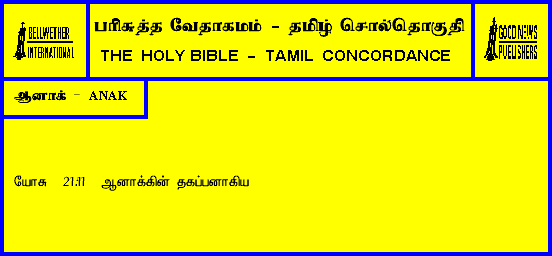 BELLWETHER
INTERNATIONAL
பரிசுத்த வேதாகமம் - தமிழ் சொல்தொகுதி
THE HOLY BIBLE - TAMIL CONCORDANCE
GOOD NEWS
PUBLISHERS
ஆனாக் - ANAK
யோசு 21:11 ஆனாக்கின் தகப்பனாகிய